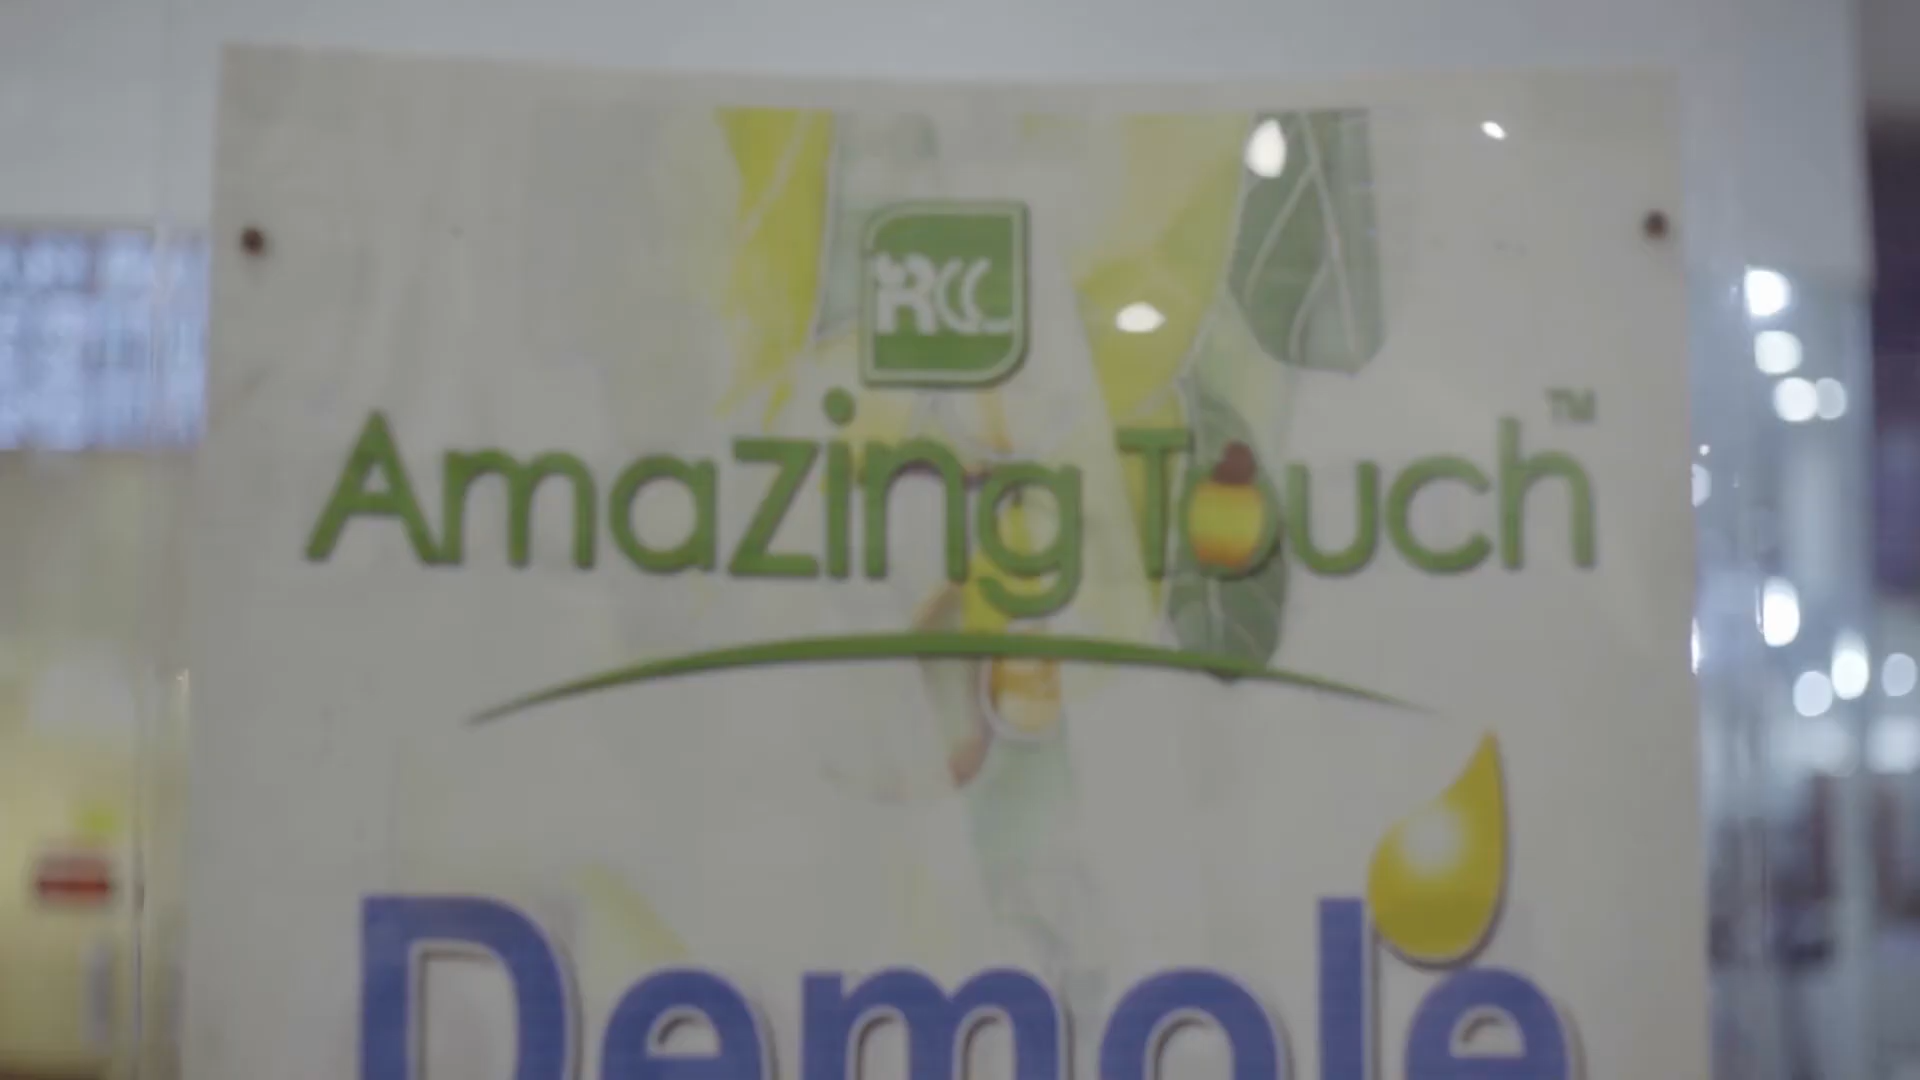 RCC
Amazing Touch™
Demole